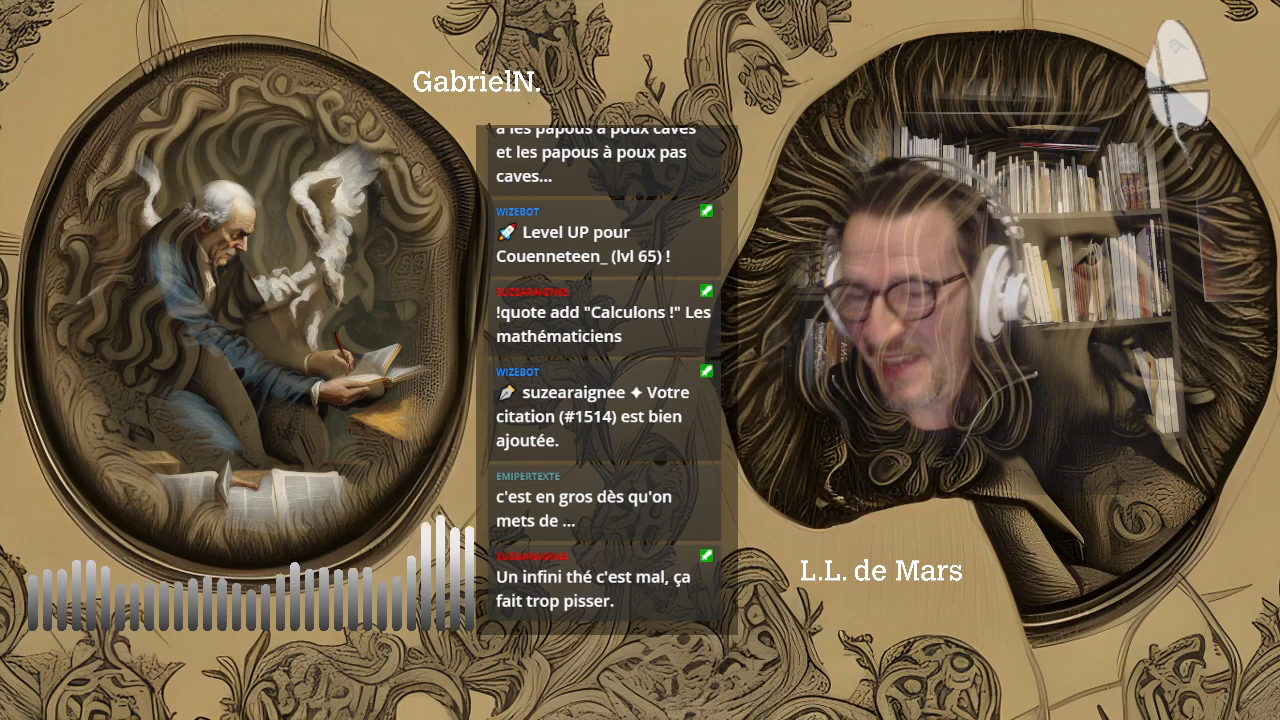 GabrielN.
à les papous à poux caves
et les papous à poux pas
caves...
WIZEBOT
🚀 Level UP pour
Couenneteen_ (lvl 65) !
SUZEARAIGNEE
!quote add "Calculons !" Les
mathématiciens
WIZEBOT
suzearaignee ✦ Votre
citation (#1514) est bien
ajoutée.
EMIPERTEXTE
c'est en gros dès qu'on
mets de ...
SUZEARAIGNEE
Un infini thé c'est mal, ça
fait trop pisser.
L.L. de Mars